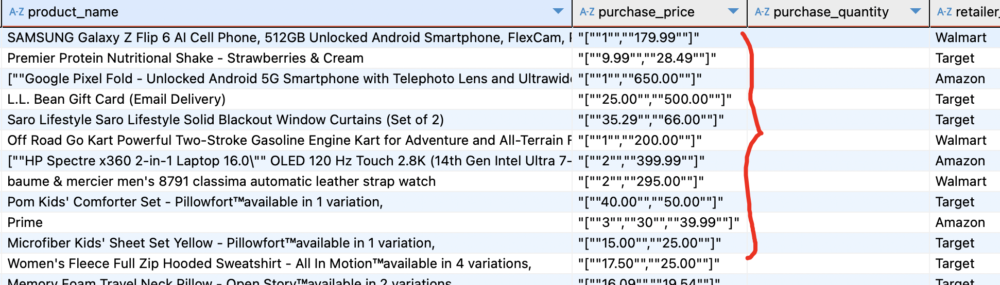 A-Z product_name A-Z purchase_price A-Z purchase_quantity A-Z retailer_
SAMSUNG Galaxy Z Flip 6 AI Cell Phone, 512GB Unlocked Android Smartphone, FlexCam, "[""1"",""179.99""]" Walmart
Premier Protein Nutritional Shake - Strawberries & Cream "[""9.99"",""28.49""]" Target
[""Google Pixel Fold - Unlocked Android 5G Smartphone with Telephoto Lens and Ultrawide "[""1"",""650.00""]" Amazon
L.L. Bean Gift Card (Email Delivery) "[""25.00"",""500.00""]" Target
Saro Lifestyle Saro Lifestyle Solid Blackout Window Curtains (Set of 2) "[""35.29"",""66.00""]" Target
Off Road Go Kart Powerful Two-Stroke Gasoline Engine Kart for Adventure and All-Terrain "[""1"",""200.00""]" Walmart
[""HP Spectre x360 2-in-1 Laptop 16.0\"" OLED 120 Hz Touch 2.8K (14th Gen Intel Ultra 7- "[""2"",""399.99""]" Amazon
baume & mercier men's 8791 classima automatic leather strap watch "[""2"",""295.00""]" Walmart
Pom Kids' Comforter Set - Pillowfort™available in 1 variation, "[""40.00"",""50.00""]" Target
Prime "[""3"",""30"",""39.99""]" Amazon
Microfiber Kids' Sheet Set Yellow - Pillowfort™available in 1 variation, "[""15.00"",""25.00""]" Target
Women's Fleece Full Zip Hooded Sweatshirt - All In Motion™available in 4 variations, "[""17.50"",""25.00""]" Target
Memory Foam Travel Neck Pillow - Open Story™available in 2 variations "[""16.09"",""19.54""]" Target